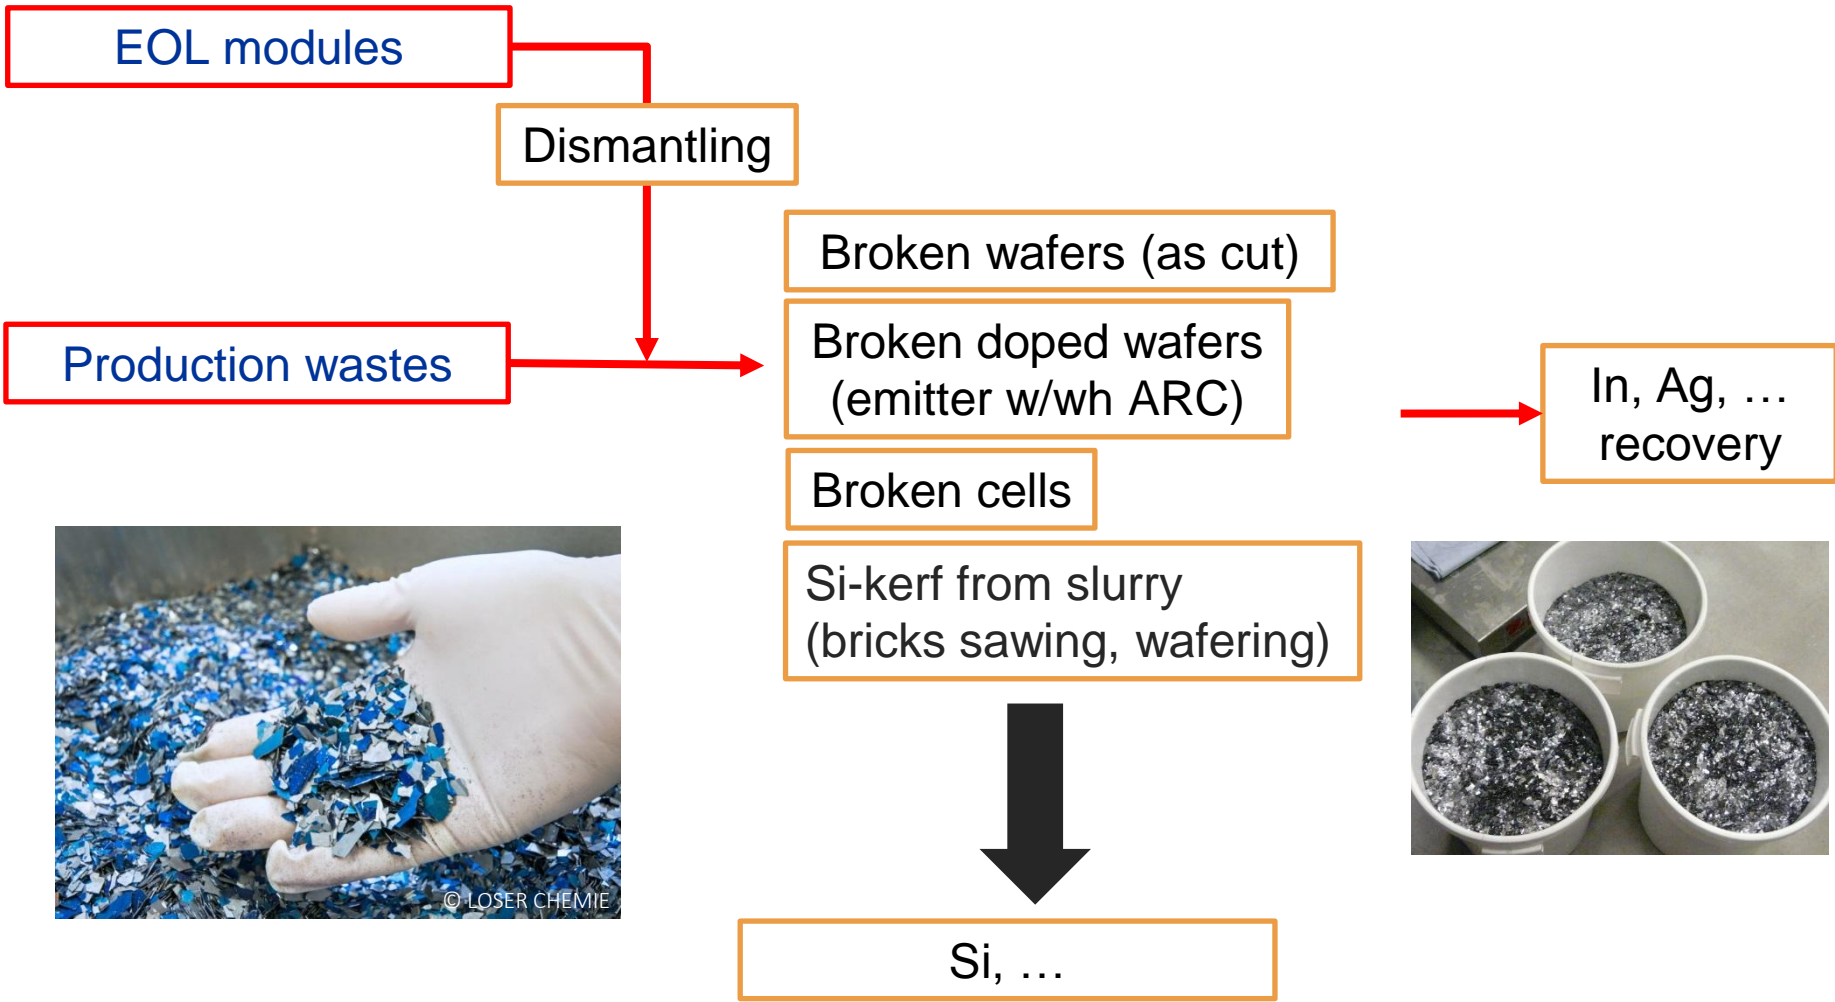 EOL modules
Dismantling
Broken wafers (as cut)
Production wastes
Broken doped wafers
(emitter w/wh ARC)
In, Ag, …
recovery
Broken cells
Si-kerf from slurry
(bricks sawing, wafering)
© LOSER CHEMIE
Si, …